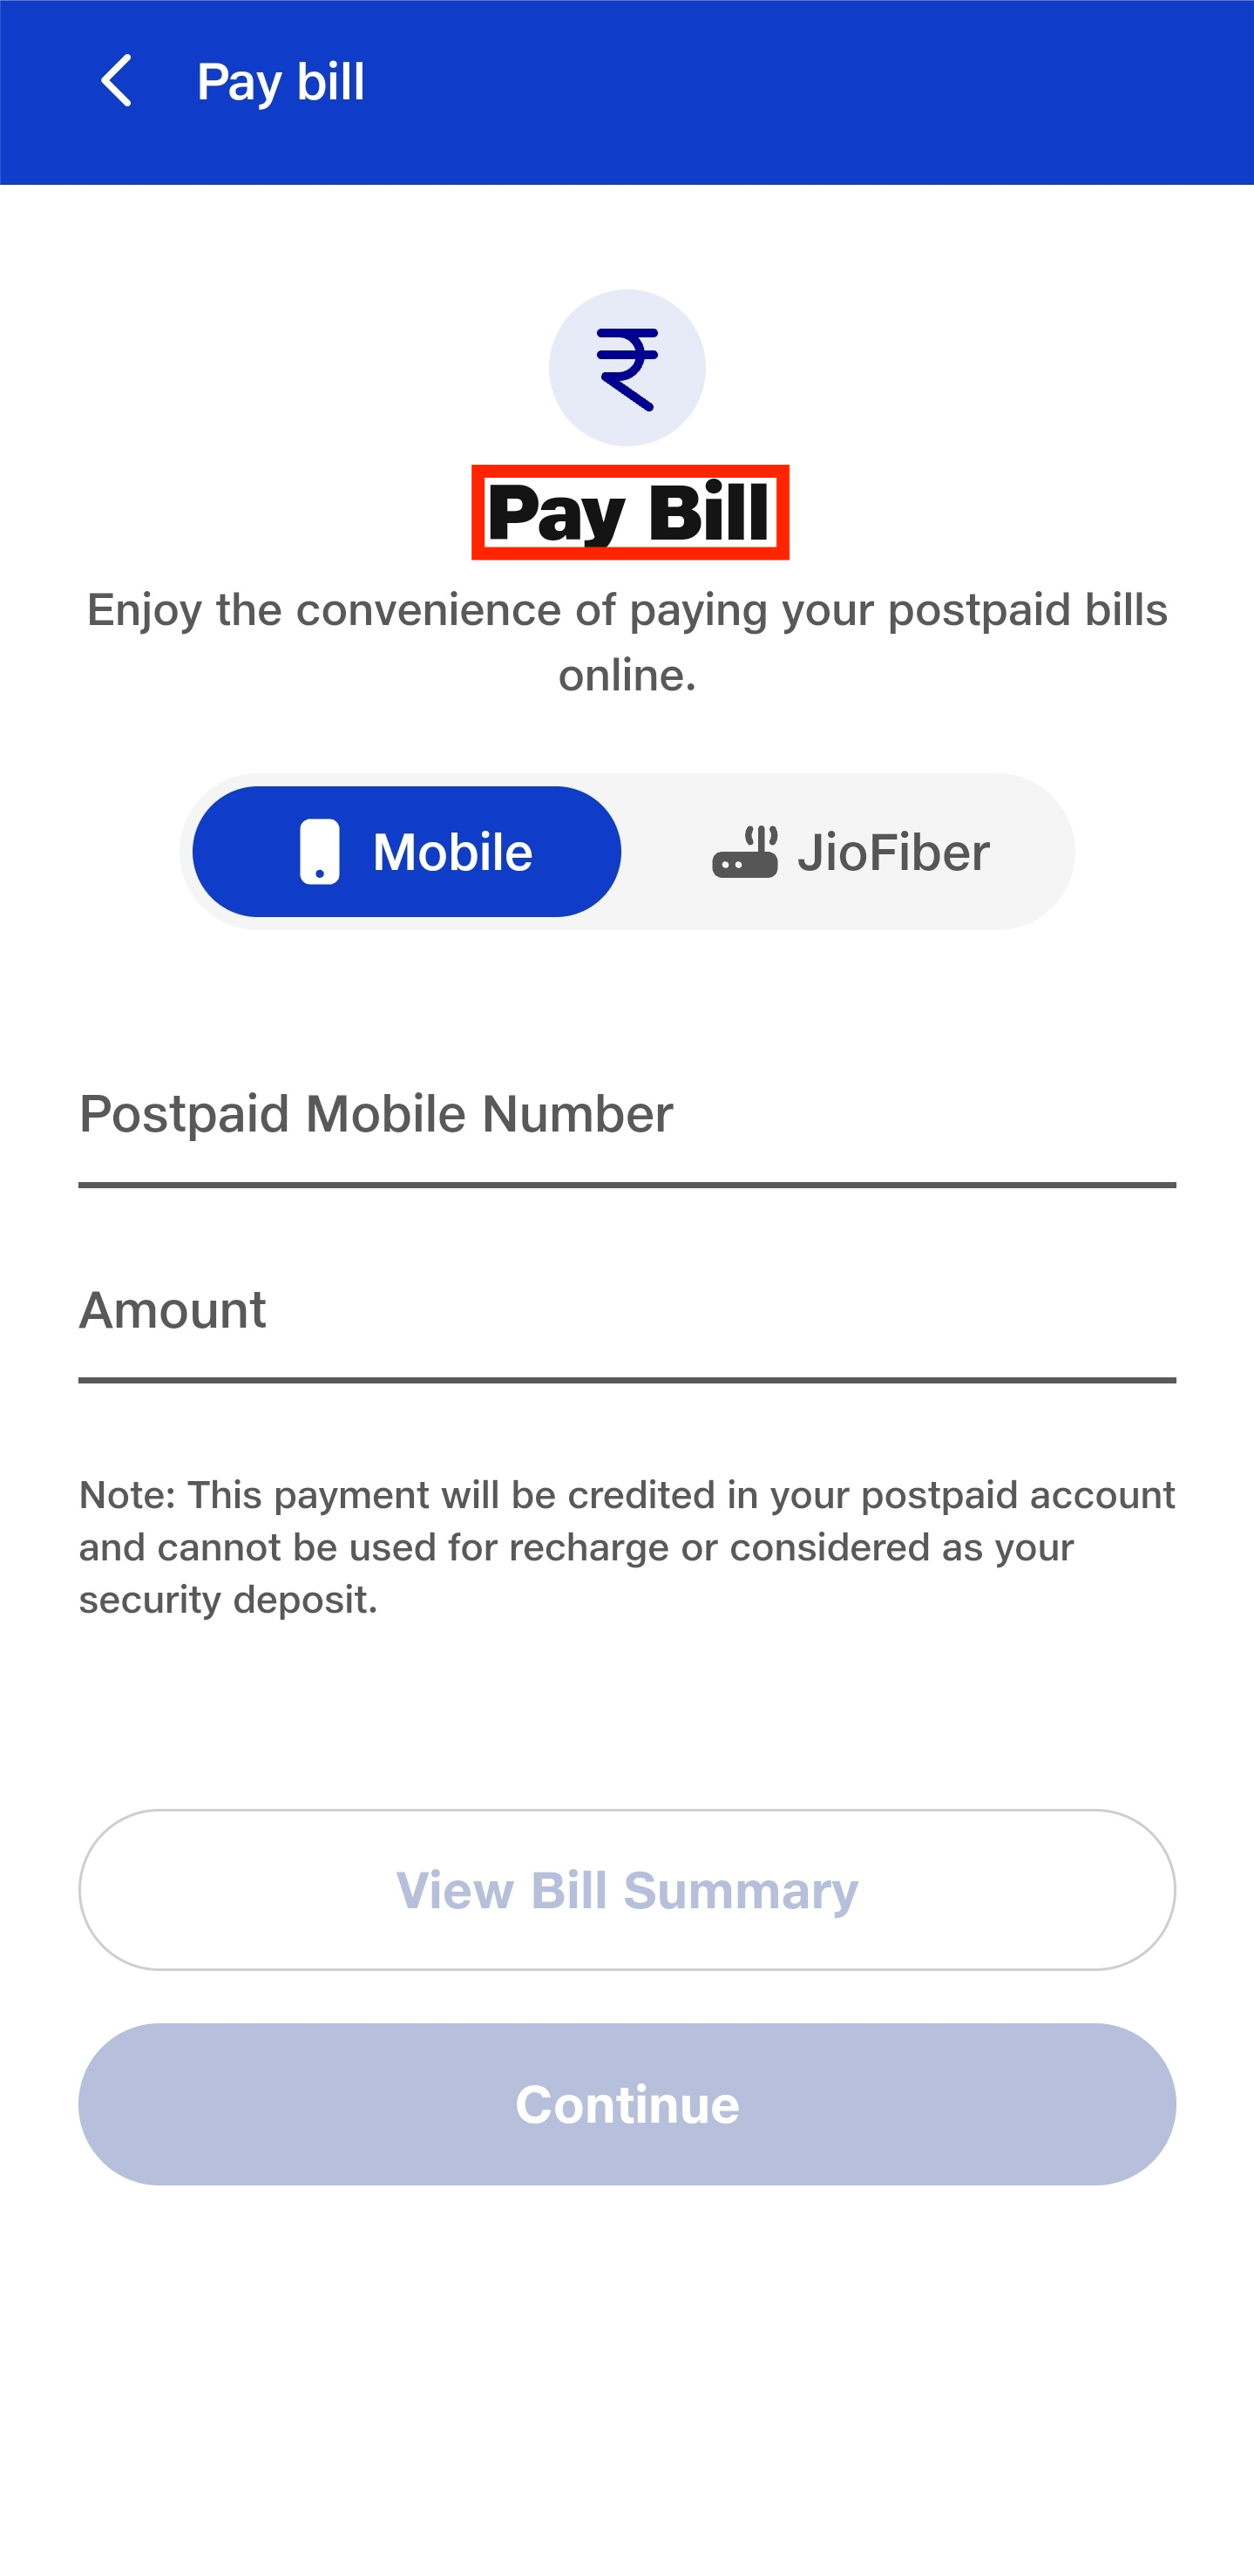 Pay bill
₹
Pay Bill
Enjoy the convenience of paying your postpaid bills
online.
Mobile
JioFiber
Postpaid Mobile Number
Amount
Note: This payment will be credited in your postpaid account
and cannot be used for recharge or considered as your
security deposit.
View Bill Summary
Continue